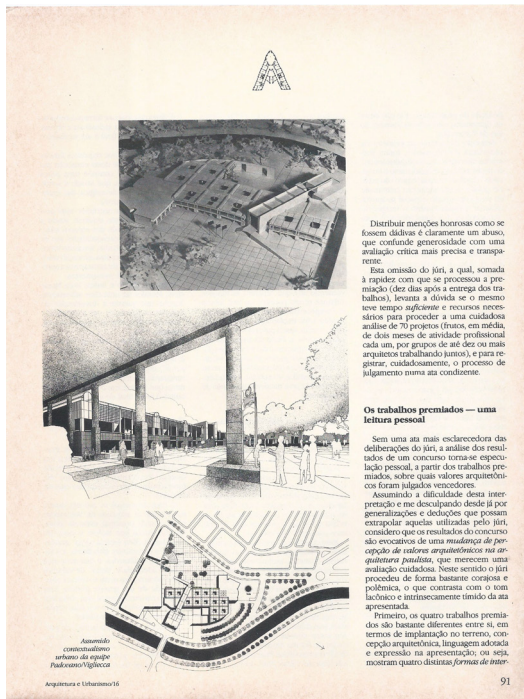 A
Distribuir menções honrosas como se
fossem dádivas é claramente um abuso,
que confunde generosidade com uma
avaliação crítica mais precisa e transpa-
rente.
Esta omissão do júri, a qual, somada
à rapidez com que se processou a pre-
miação (dez dias após a entrega dos tra-
balhos), levanta a dúvida se o mesmo
teve tempo suficiente e recursos neces-
sários para proceder a uma cuidadosa
análise de 70 projetos (frutos, em média,
de dois meses de atividade profissional
cada um, por grupos de até dez ou mais
arquitetos trabalhando juntos), e para re-
gistrar, cuidadosamente, o processo de
julgamento numa ata condizente.
Os trabalhos premiados — uma
leitura pessoal
Sem uma ata mais esclarecedora das
deliberações do júri, a análise dos resul-
tados de um concurso torna-se especu-
lação pessoal, a partir dos trabalhos pre-
miados, sobre quais valores arquitetôni-
cos foram julgados vencedores.
Assumindo a dificuldade desta inter-
pretação e me desculpando desde já por
generalizações e deduções que possam
extrapolar aquelas utilizadas pelo júri,
considero que os resultados do concurso
são evocativos de uma mudança de per-
cepção de valores arquitetônicos na ar-
quitetura paulista, que merecem uma
avaliação cuidadosa. Neste sentido o júri
procedeu de forma bastante corajosa e
polêmica, o que contrasta com o tom
lacônico e intrinsecamente tímido da ata
apresentada.
Primeiro, os quatro trabalhos premia-
dos são bastante diferentes entre si, em
termos de implantação no terreno, con-
cepção arquitetônica, linguagem adotada
e expressão na apresentação; ou seja,
mostram quatro distintas formas de inter-
Assumido
contextualismo
urbano da equipe
Padovano/Vigliecca
Arquitetura e Urbanismo/16
91